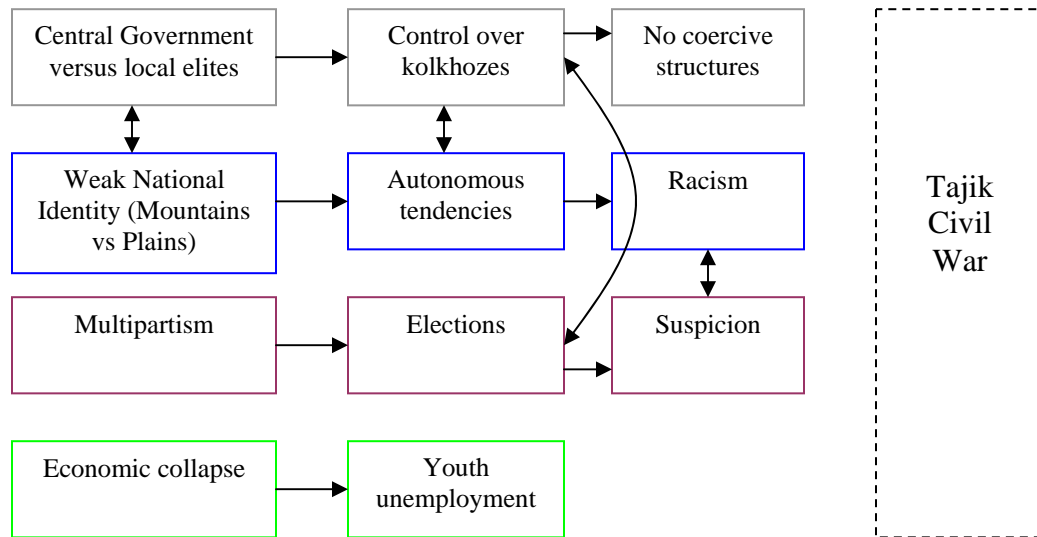 Central Government
versus local elites
Control over
kolkhozes
No coercive
structures
Weak National
Identity (Mountains
vs Plains)
Autonomous
tendencies
Racism
Multipartism
Elections
Suspicion
Economic collapse
Youth
unemployment
Tajik
Civil
War